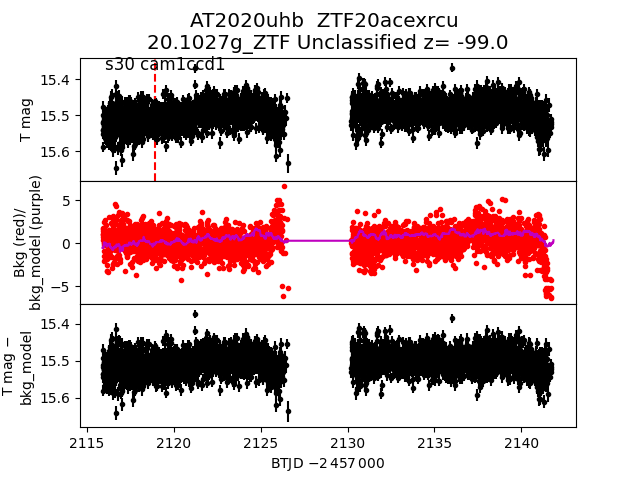 AT2020uhb  ZTF20acexrcu
20.1027g_ZTF Unclassified z= -99.0
s30 cam1ccd1
15.4
15.5
15.6
T mag
5
0
−5
Bkg (red)/
bkg_model (purple)
15.4
15.5
15.6
T mag −
bkg_model
2115
2120
2125
2130
2135
2140
BTJD −2 457 000